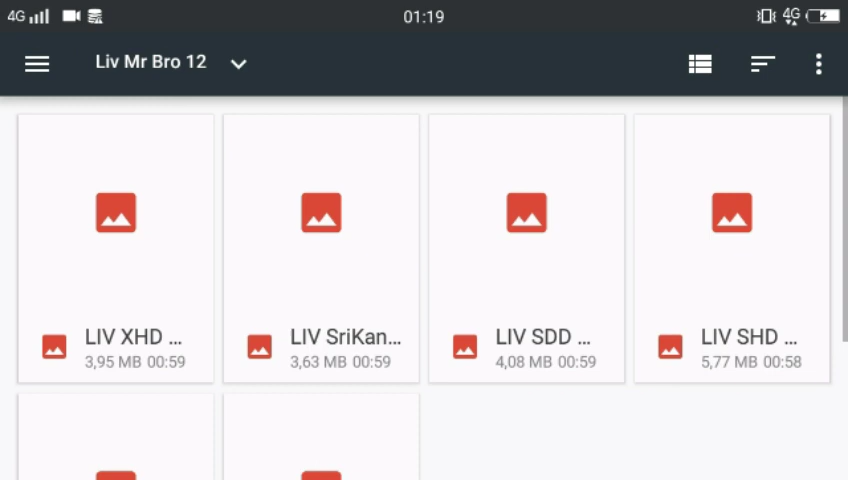 4G 01:19 4G
Liv Mr Bro 12
LIV XHD ...
3,95 MB 00:59
LIV SriKan...
3,63 MB 00:59
LIV SDD ...
4,08 MB 00:59
LIV SHD ...
5,77 MB 00:58